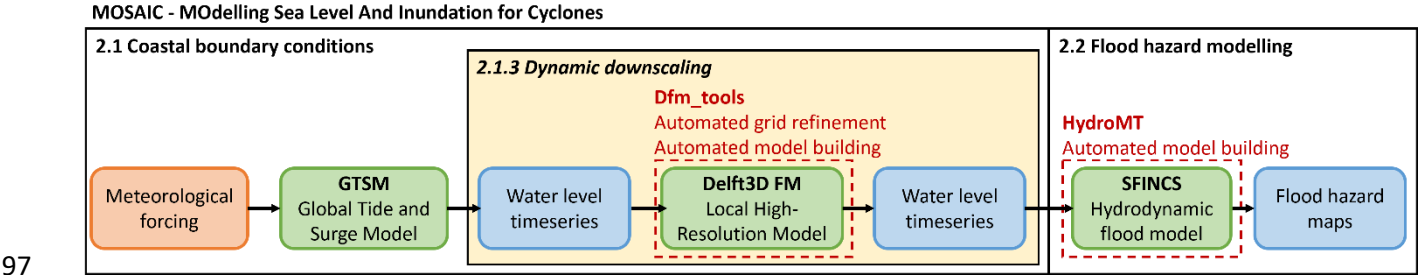 MOSAIC - MOdelling Sea Level And Inundation for Cyclones
2.1 Coastal boundary conditions
2.1.3 Dynamic downscaling
Dfm_tools
Automated grid refinement
Automated model building
2.2 Flood hazard modelling
HydroMT
Automated model building
Meteorological
forcing
GTSM
Global Tide and
Surge Model
Water level
timeseries
Delft3D FM
Local High-
Resolution Model
Water level
timeseries
SFINCS
Hydrodynamic
flood model
Flood hazard
maps
97